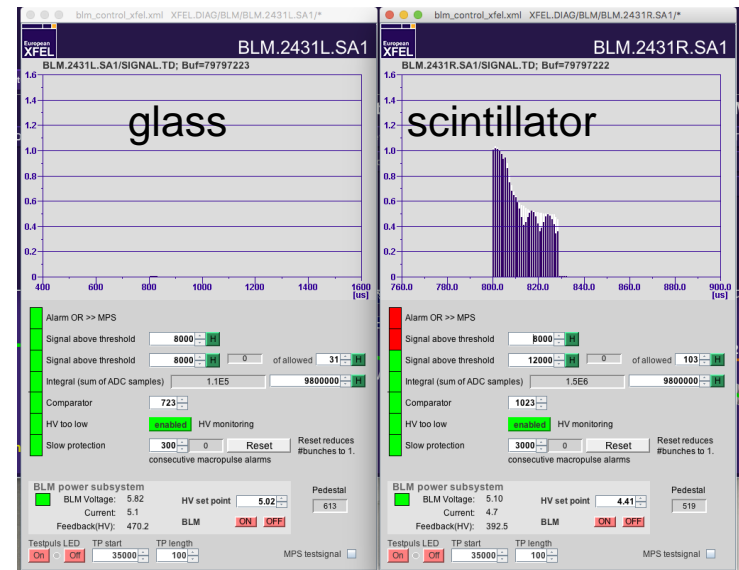 blm_control_xfel.xml XFEL.DIAG/BLM/BLM.2431L.SA1/*
European
XFEL
BLM.2431L.SA1
BLM.2431L.SA1/SIGNAL.TD; Buf=79797223
glass
1.6
1.4
1.2
1.0
0.8
0.6
0.4
0.2
0
400 600 800 1000 1200 1400 1600
[us]
Alarm OR >> MPS
Signal above threshold 8000 H
Signal above threshold 8000 H 0 of allowed 31 H
Integral (sum of ADC samples) 1.1E5 9800000 H
Comparator 723
HV too low enabled HV monitoring
Slow protection 300 0 Reset Reset reduces
#bunches to 1.
consecutive macropulse alarms
BLM power subsystem
BLM Voltage: 5.82 HV set point 5.02 Pedestal
Current: 5.1 613
Feedback(HV): 470.2 BLM ON OFF
Testpuls LED TP start TP length
On Off 35000 100 MPS testsignal
blm_control_xfel.xml XFEL.DIAG/BLM/BLM.2431R.SA1/*
European
XFEL
BLM.2431R.SA1
BLM.2431R.SA1/SIGNAL.TD; Buf=79797222
scintillator
1.6
1.4
1.2
1.0
0.8
0.6
0.4
0.2
0
760.0 780.0 800.0 820.0 840.0 860.0 880.0 900.0
[us]
Alarm OR >> MPS
Signal above threshold 8000 H
Signal above threshold 12000 H 0 of allowed 103 H
Integral (sum of ADC samples) 1.5E6 9800000 H
Comparator 1023
HV too low enabled HV monitoring
Slow protection 3000 0 Reset Reset reduces
#bunches to 1.
consecutive macropulse alarms
BLM power subsystem
BLM Voltage: 5.10 HV set point 4.41 Pedestal
Current: 4.7 519
Feedback(HV): 392.5 BLM ON OFF
Testpuls LED TP start TP length
On Off 35000 100 MPS testsignal